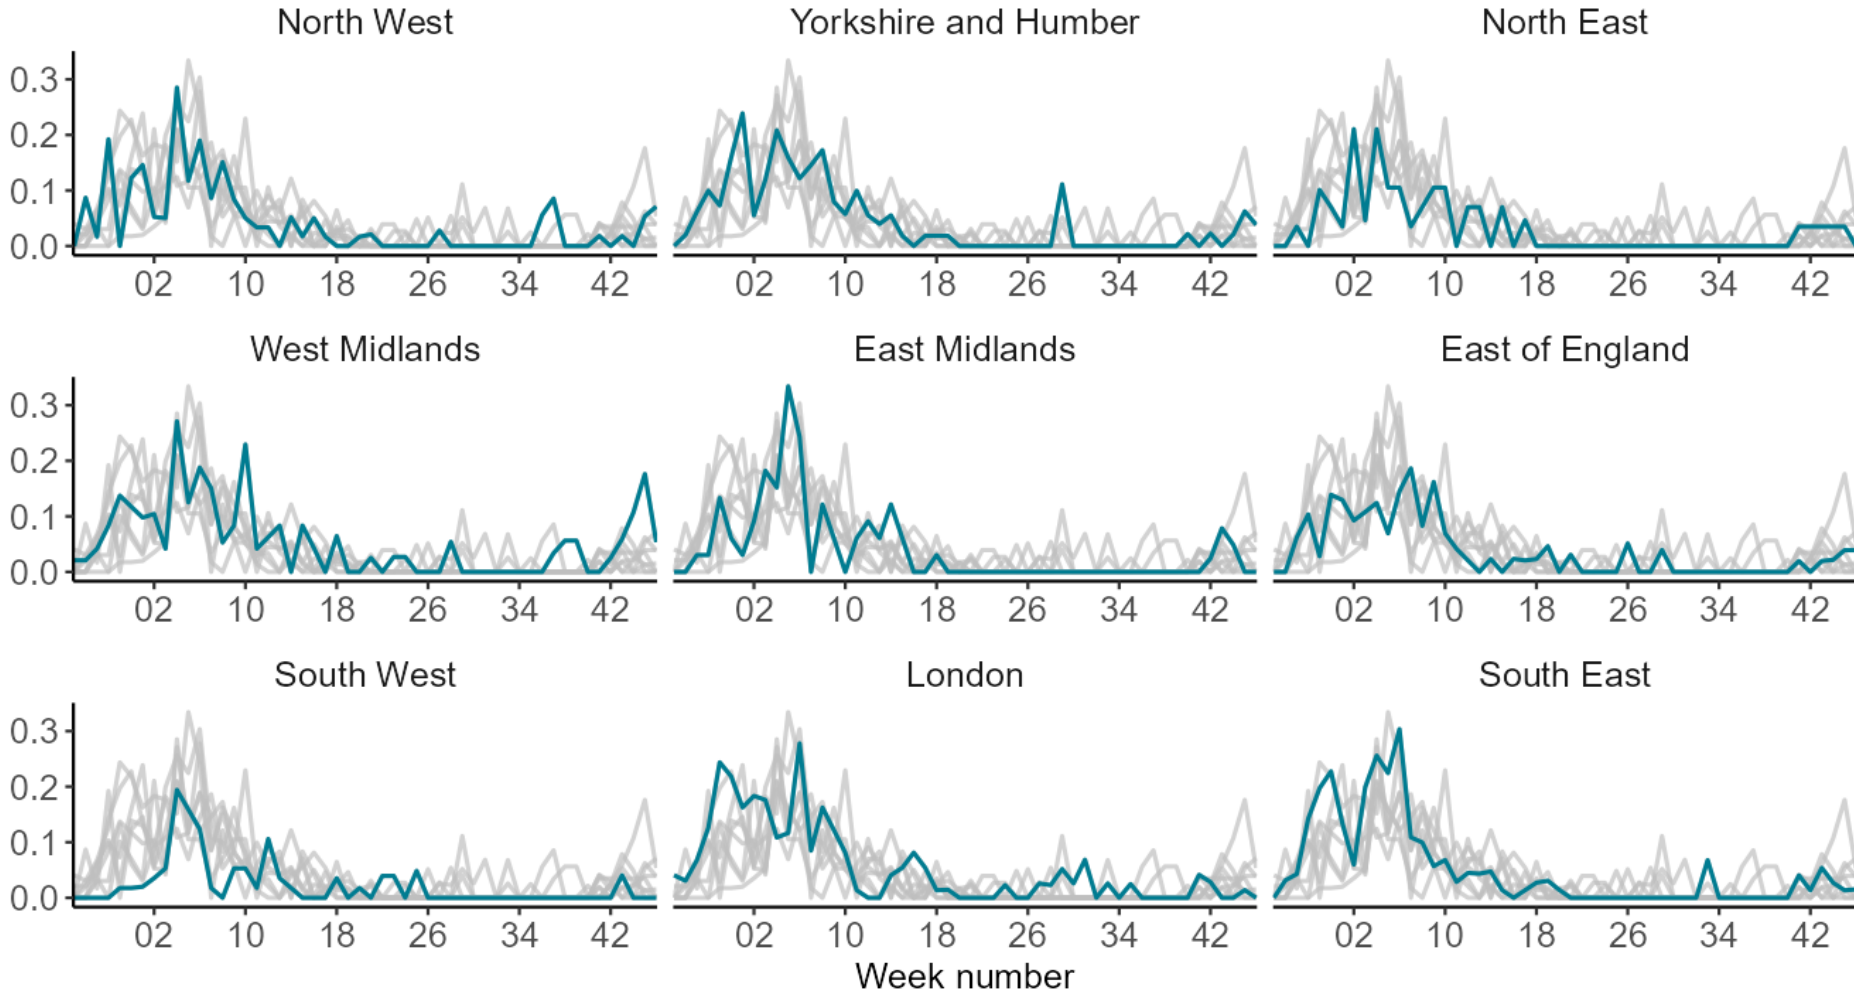 North West Yorkshire and Humber North East
0.3
0.2
0.1
0.0
02 10 18 26 34 42 02 10 18 26 34 42 02 10 18 26 34 42
West Midlands East Midlands East of England
0.3
0.2
0.1
0.0
02 10 18 26 34 42 02 10 18 26 34 42 02 10 18 26 34 42
South West London South East
0.3
0.2
0.1
0.0
02 10 18 26 34 42 02 10 18 26 34 42 02 10 18 26 34 42
Week number